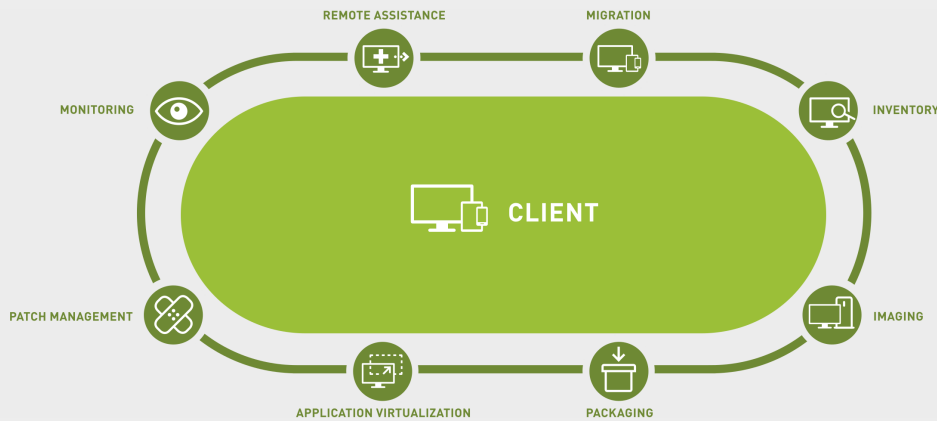 REMOTE ASSISTANCE
MIGRATION
MONITORING
INVENTORY
CLIENT
PATCH MANAGEMENT
IMAGING
APPLICATION VIRTUALIZATION
PACKAGING